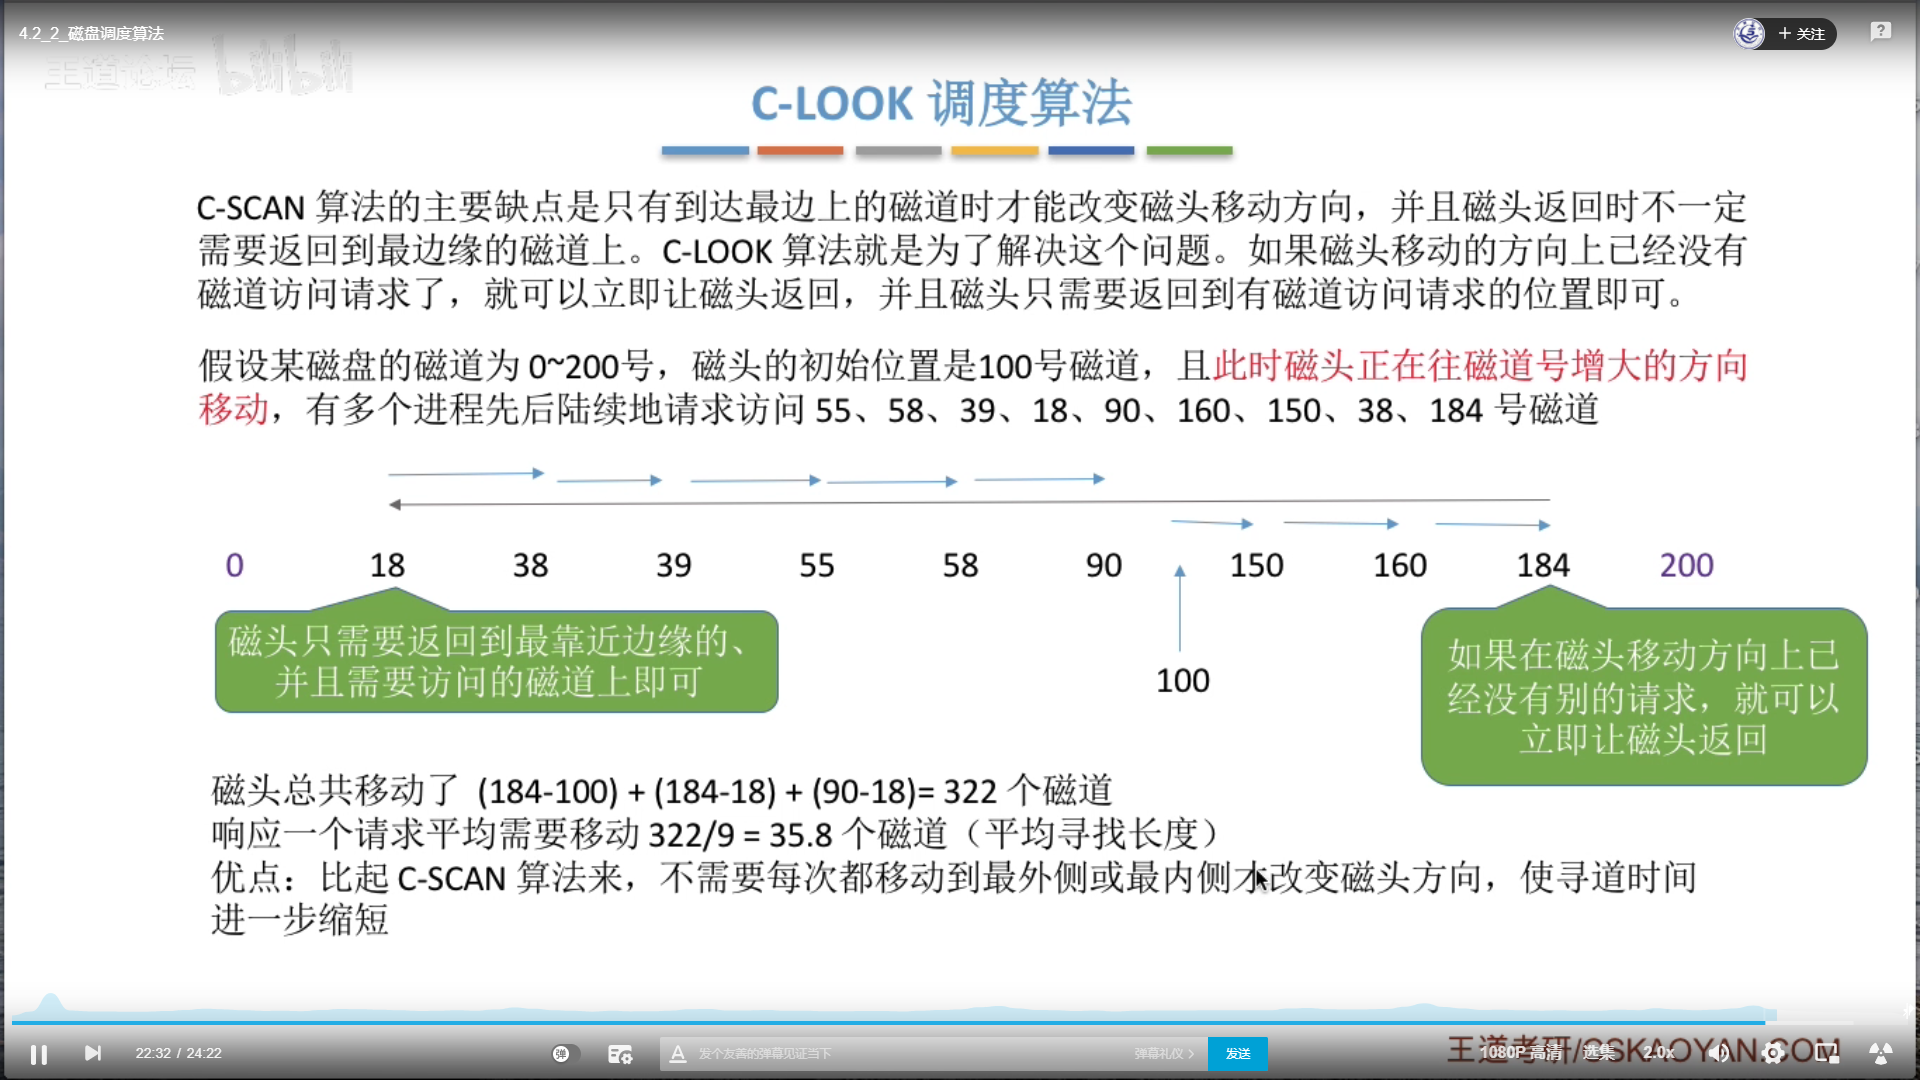 4.2_2_磁盘调度算法
+ 关注
王道论坛 bilibili
C-LOOK 调度算法
C-SCAN 算法的主要缺点是只有到达最边上的磁道时才能改变磁头移动方向，并且磁头返回时不一定
需要返回到最边缘的磁道上。C-LOOK 算法就是为了解决这个问题。如果磁头移动的方向上已经没有
磁道访问请求了，就可以立即让磁头返回，并且磁头只需要返回到有磁道访问请求的位置即可。
假设某磁盘的磁道为 0~200号，磁头的初始位置是100号磁道，且此时磁头正在往磁道号增大的方向
移动，有多个进程先后陆续地请求访问 55、58、39、18、90、160、150、38、184 号磁道
0 18 38 39 55 58 90 150 160 184 200
100
磁头只需要返回到最靠近边缘的、
并且需要访问的磁道上即可
如果在磁头移动方向上已
经没有别的请求，就可以
立即让磁头返回
磁头总共移动了 (184-100) + (184-18) + (90-18)= 322 个磁道
响应一个请求平均需要移动 322/9 = 35.8 个磁道（平均寻找长度）
优点：比起 C-SCAN 算法来，不需要每次都移动到最外侧或最内侧才改变磁头方向，使寻道时间
进一步缩短
王道考研/CSKAOYAN.COM
22:32 / 24:22
弹
发个友善的弹幕见证当下
弹幕礼仪 >
发送
1080P 高清
选集
2.0x